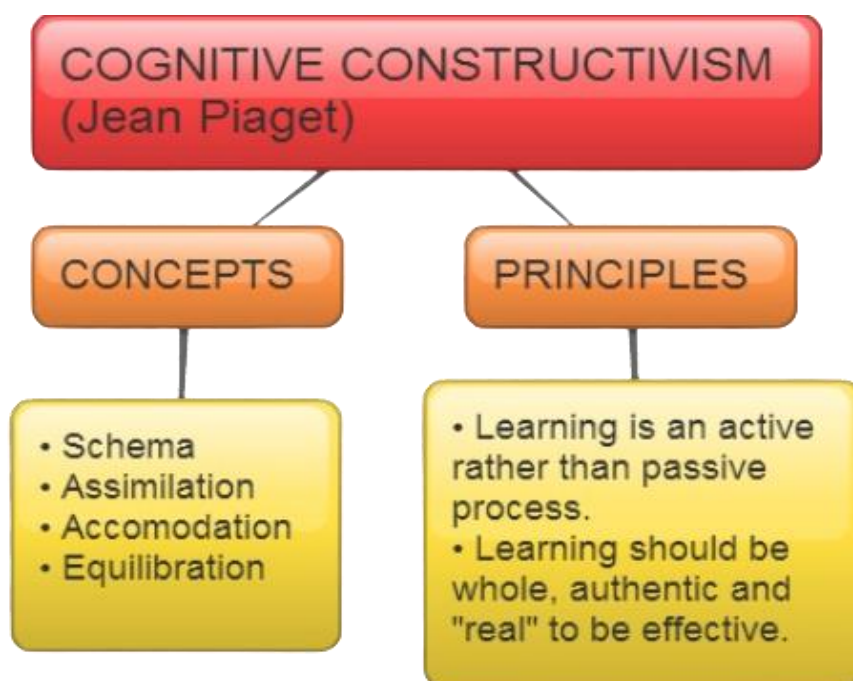 COGNITIVE CONSTRUCTIVISM
(Jean Piaget)
CONCEPTS
PRINCIPLES
• Schema
• Assimilation
• Accomodation
• Equilibration
• Learning is an active
rather than passive
process.
• Learning should be
whole, authentic and
"real" to be effective.